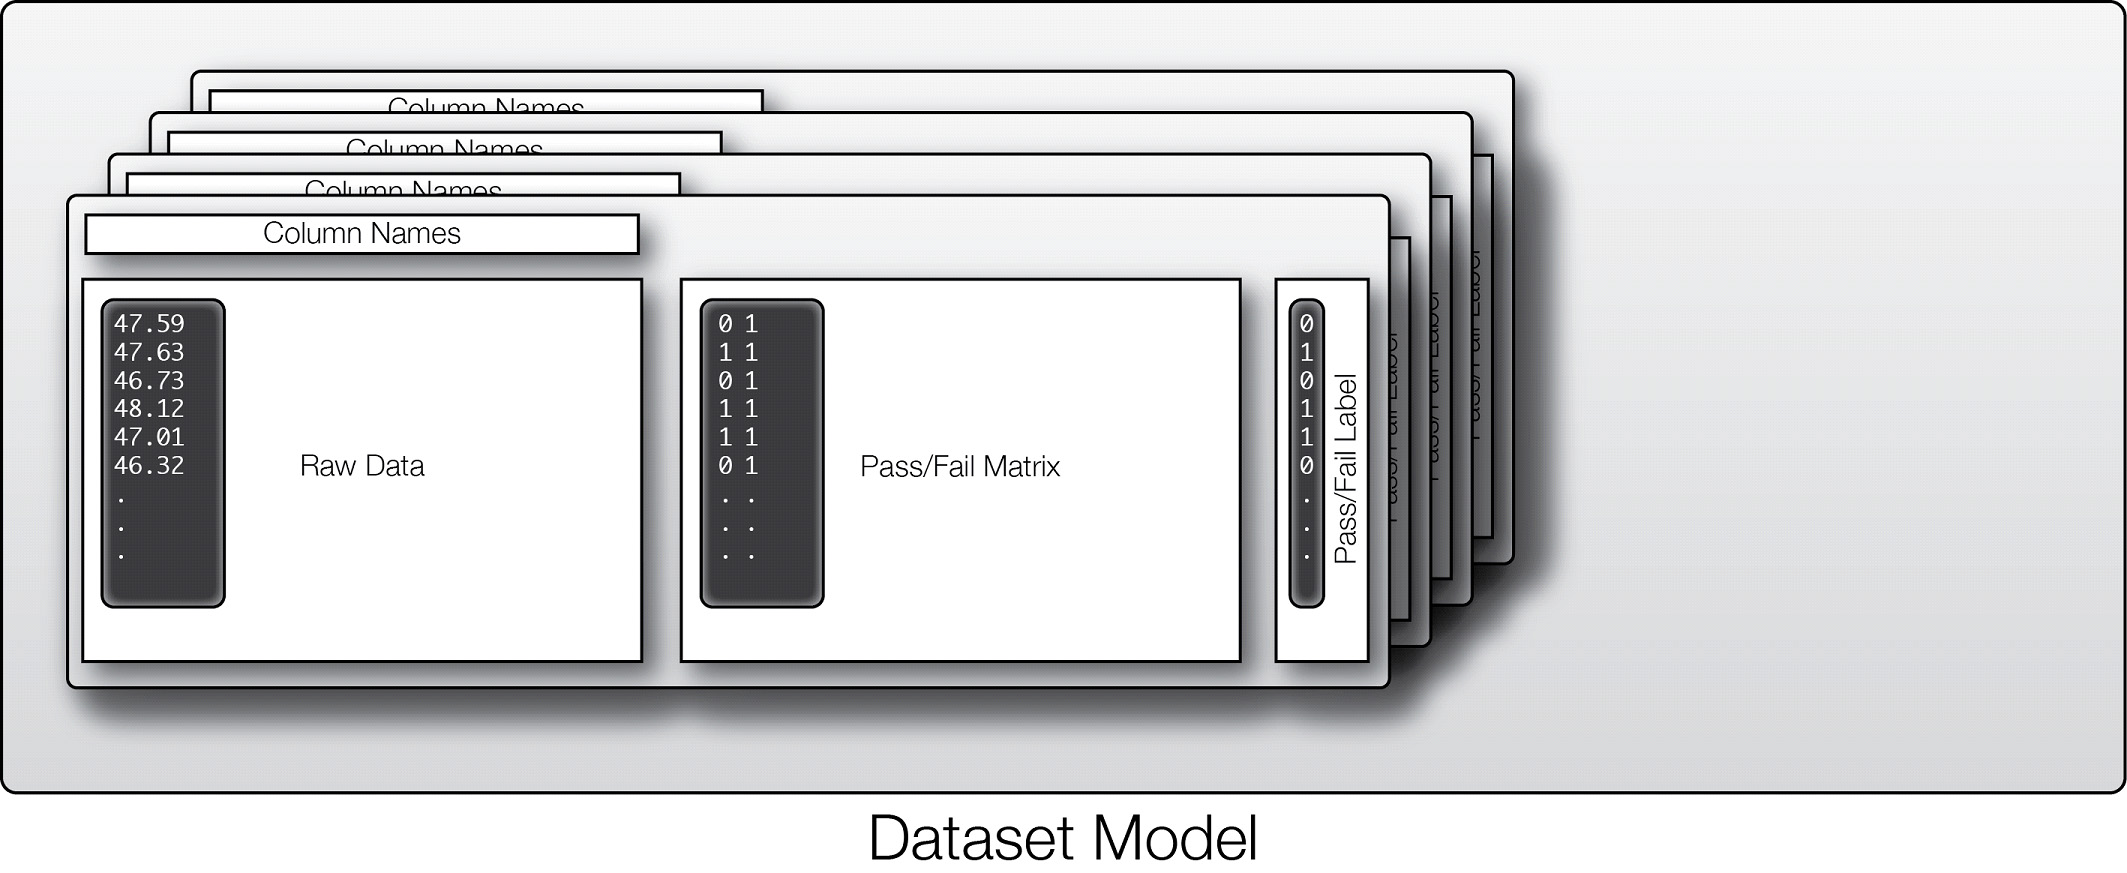 Column Names
Column Names
Column Names
Column Names
47.59
47.63
46.73
48.12
47.01
46.32
.
.
.
Raw Data
0 1
1 1
0 1
1 1
1 1
0 1
. .
. .
. .
Pass/Fail Matrix
0
1
0
1
1
0
.
.
.
Pass/Fail Label
Pass/Fail Label
Pass/Fail Label
Pass/Fail Label
Dataset Model